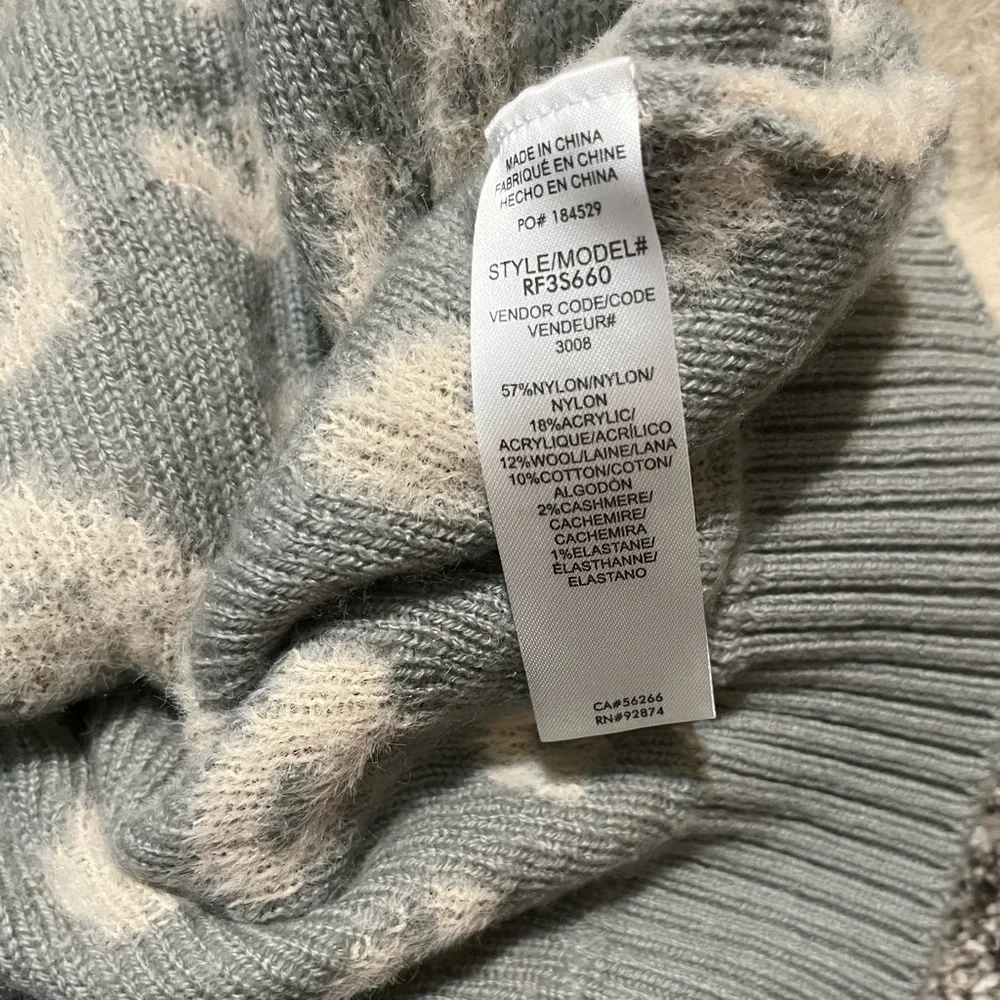 MADE IN CHINA
FABRIQUÉ EN CHINE
HECHO EN CHINA
PO# 184529
STYLE/MODEL#
RF3S660
VENDOR CODE/CODE
VENDEUR#
3008
57%NYLON/NYLON/
NYLON
18%ACRYLIC/
ACRYLIQUE/ACRÍLICO
12%WOOL/LAINE/LANA
10%COTTON/COTON/
ALGODÓN
2%CASHMERE/
CACHEMIRE/
CACHEMIRA
1%ELASTANE/
ÉLASTHANNE/
ELASTANO
CA#56266
RN#92874